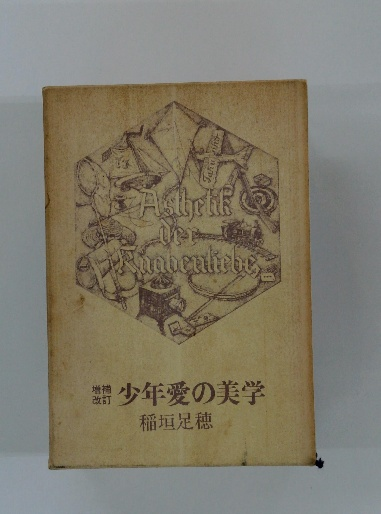 Ästhetik
der
Knabenliebe
増補
改訂
少年愛の美学
稲垣足穂